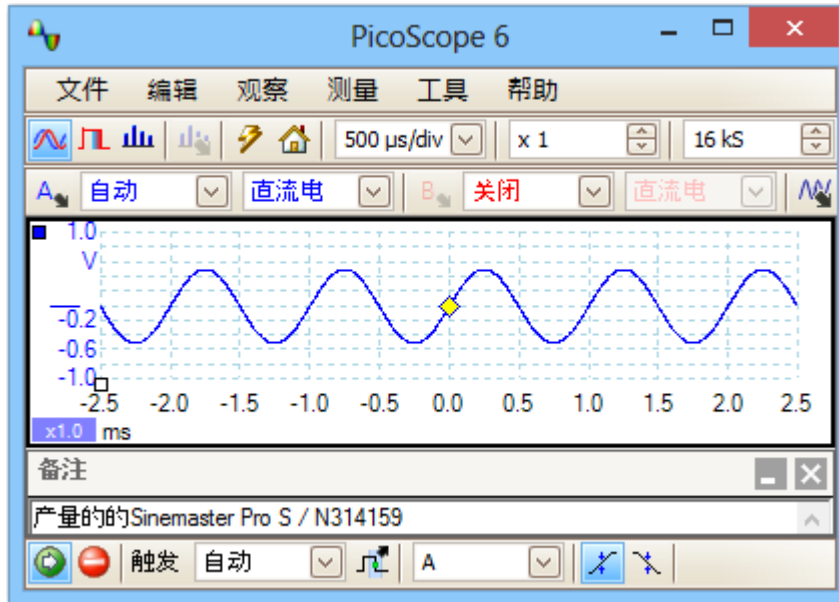 PicoScope 6
文件 编辑 观察 测量 工具 帮助
500 µs/div x 1 16 kS
A 自动 直流电 B 关闭 直流电
1.0
V
-0.2
-0.6
-1.0
-2.5 -2.0 -1.5 -1.0 -0.5 0.0 0.5 1.0 1.5 2.0 2.5
x1.0 ms
备注
产量的的Sinemaster Pro S / N314159
触发 自动 A